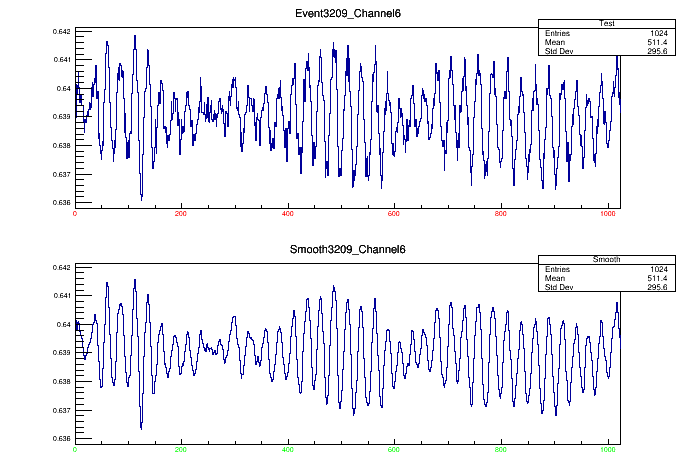 Event3209_Channel6
Test
Entries 1024
Mean 511.4
Std Dev 295.6
0.642
0.641
0.64
0.639
0.638
0.637
0.636
0 200 400 600 800 1000
Smooth3209_Channel6
Smooth
Entries 1024
Mean 511.4
Std Dev 295.6
0.642
0.641
0.64
0.639
0.638
0.637
0.636
0 200 400 600 800 1000